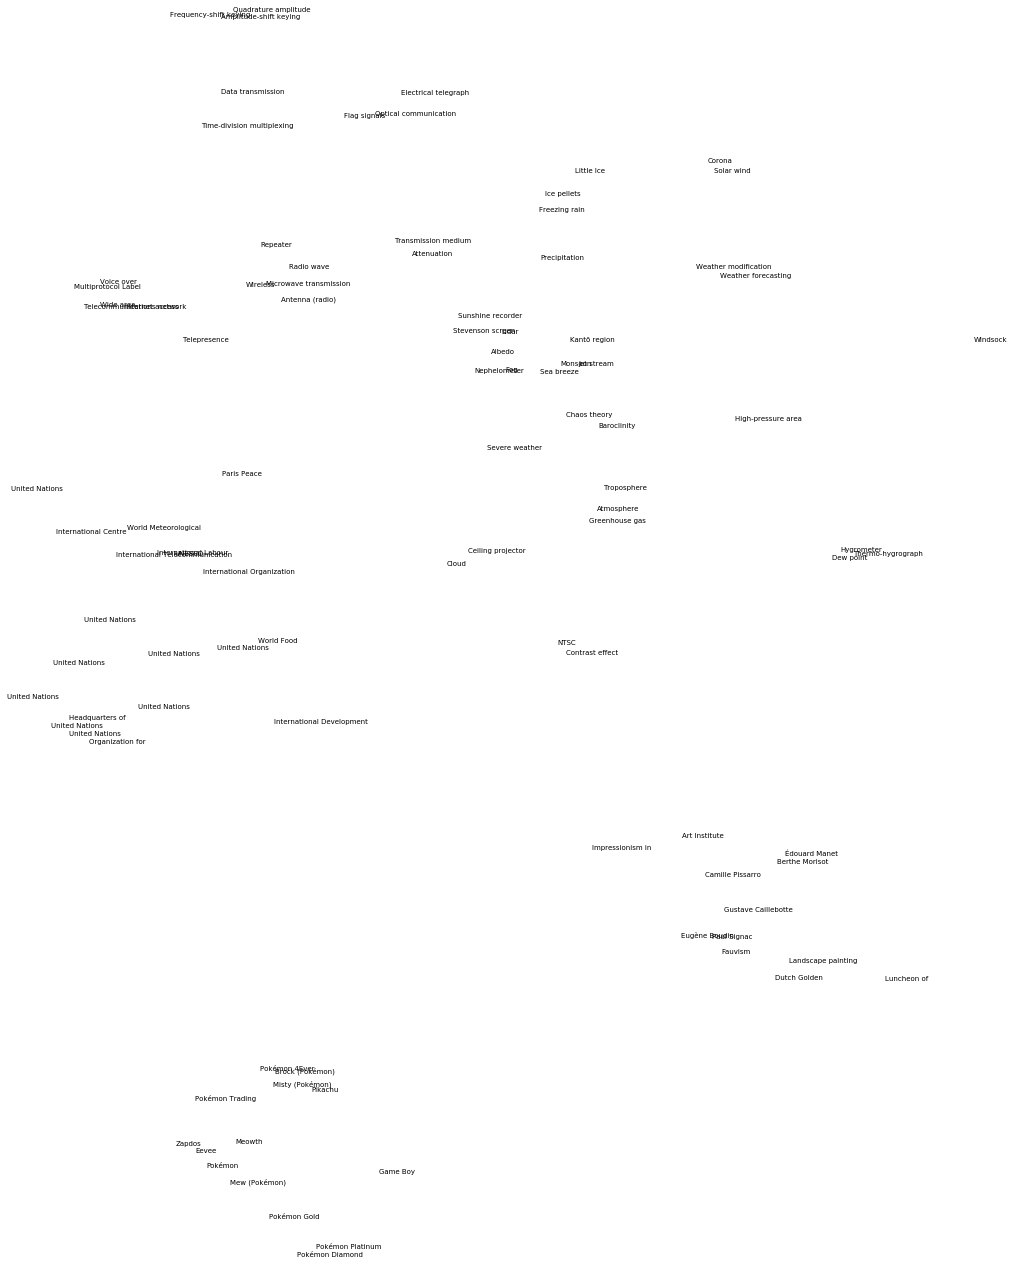 Quadrature amplitude
Frequency-shift keying
Amplitude-shift keying
Data transmission
Electrical telegraph
Flag signals
Optical communication
Time-division multiplexing
Corona
Little Ice
Solar wind
Ice pellets
Freezing rain
Transmission medium
Repeater
Attenuation
Precipitation
Radio wave
Weather modification
Weather forecasting
Voice over
Multiprotocol Label
Wireless
Microwave transmission
Antenna (radio)
Wide area
Telecommunications network
Internet access
Sunshine recorder
Stevenson screen
Lidar
Telepresence
Kantō region
Windsock
Albedo
Monsoon
Jet stream
Nephelometer
Fog
Sea breeze
Chaos theory
High-pressure area
Baroclinity
Severe weather
Paris Peace
United Nations
Troposphere
Atmosphere
Greenhouse gas
International Centre
World Meteorological
International Labour
International Telecommunication
Ceiling projector
Hygrometer
Thermo-hygrograph
Dew point
Cloud
International Organization
United Nations
World Food
NTSC
United Nations
United Nations
Contrast effect
United Nations
United Nations
United Nations
Headquarters of
United Nations
International Development
United Nations
Organization for
Art Institute
Impressionism in
Édouard Manet
Berthe Morisot
Camille Pissarro
Gustave Caillebotte
Eugène Boudin
Paul Signac
Fauvism
Landscape painting
Dutch Golden
Luncheon of
Pokémon 4Ever
Brock (Pokémon)
Misty (Pokémon)
Pikachu
Pokémon Trading
Meowth
Zapdos
Eevee
Pokémon
Game Boy
Mew (Pokémon)
Pokémon Gold
Pokémon Platinum
Pokémon Diamond